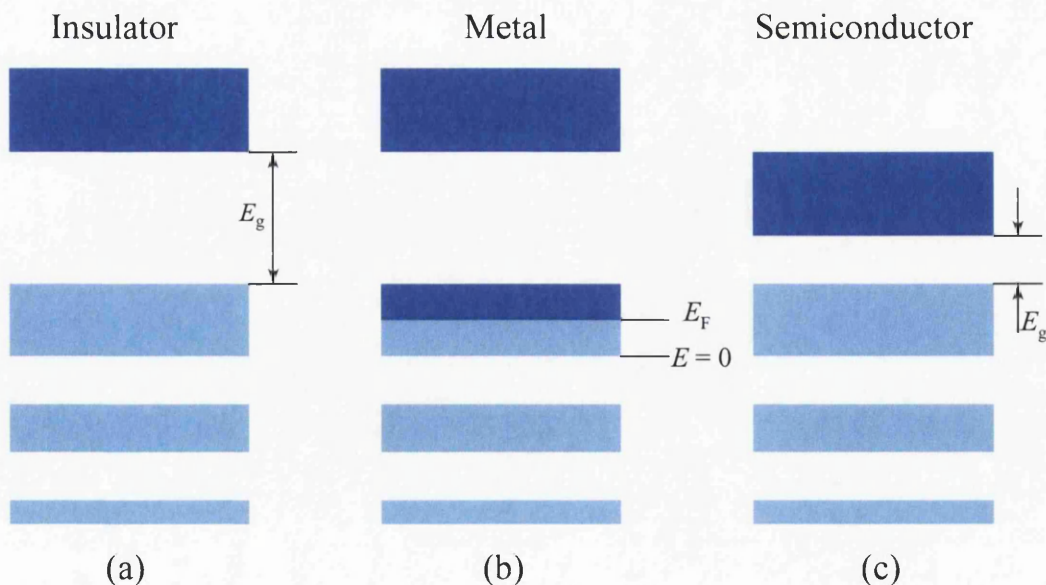 Insulator
Metal
Semiconductor
E_g
E_F
E = 0
E_g
(a)
(b)
(c)